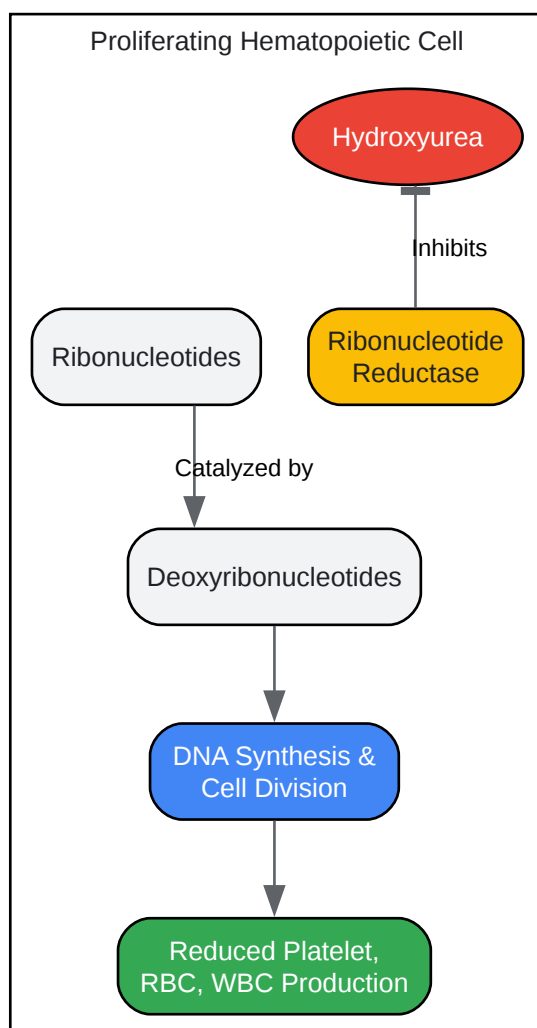 Proliferating Hematopoietic Cell
Hydroxyurea
Inhibits
Ribonucleotides
Ribonucleotide
Reductase
Catalyzed by
Deoxyribonucleotides
DNA Synthesis &
Cell Division
Reduced Platelet,
RBC, WBC Production